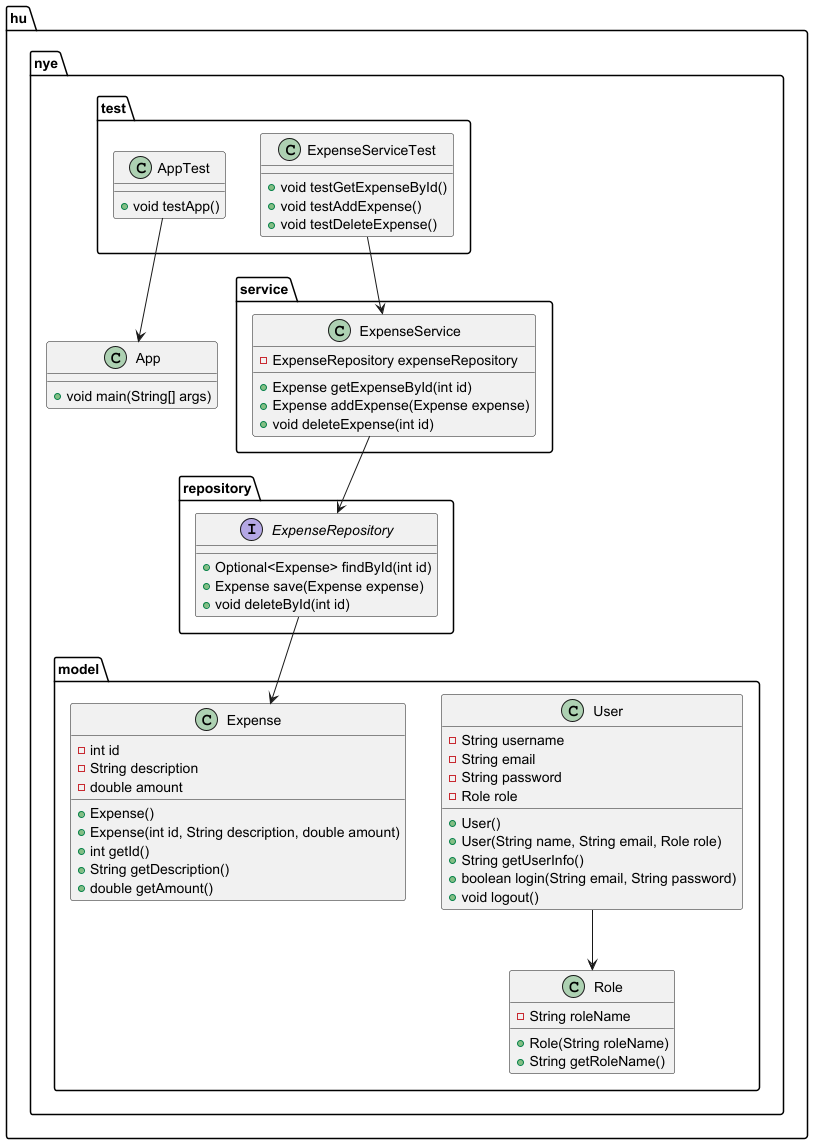 hu
nye
test
C AppTest
void testApp()
C ExpenseServiceTest
void testGetExpenseById()
void testAddExpense()
void testDeleteExpense()
service
C ExpenseService
ExpenseRepository expenseRepository
Expense getExpenseById(int id)
Expense addExpense(Expense expense)
void deleteExpense(int id)
C App
void main(String[] args)
repository
I ExpenseRepository
Optional<Expense> findById(int id)
Expense save(Expense expense)
void deleteById(int id)
model
C Expense
int id
String description
double amount
Expense()
Expense(int id, String description, double amount)
int getId()
String getDescription()
double getAmount()
C User
String username
String email
String password
Role role
User()
User(String name, String email, Role role)
String getUserInfo()
boolean login(String email, String password)
void logout()
C Role
String roleName
Role(String roleName)
String getRoleName()